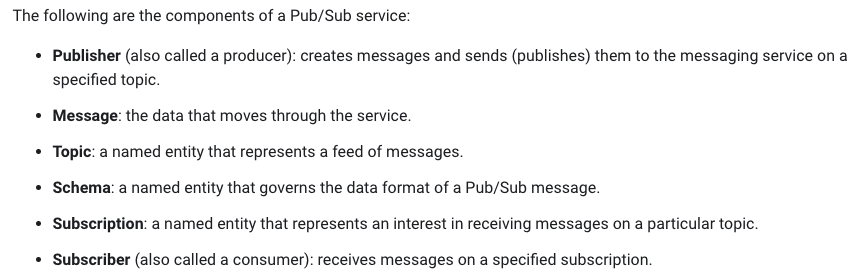 The following are the components of a Pub/Sub service:
• Publisher (also called a producer): creates messages and sends (publishes) them to the messaging service on a
specified topic.
• Message: the data that moves through the service.
• Topic: a named entity that represents a feed of messages.
• Schema: a named entity that governs the data format of a Pub/Sub message.
• Subscription: a named entity that represents an interest in receiving messages on a particular topic.
• Subscriber (also called a consumer): receives messages on a specified subscription.